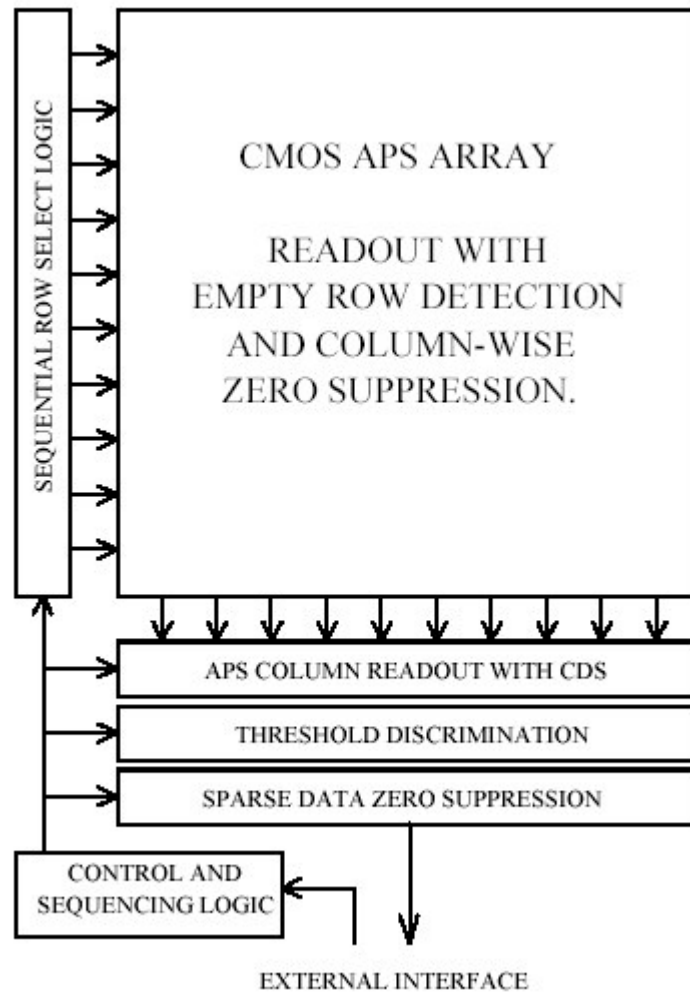 SEQUENTIAL ROW SELECT LOGIC
CMOS APS ARRAY
READOUT WITH
EMPTY ROW DETECTION
AND COLUMN-WISE
ZERO SUPPRESSION.
APS COLUMN READOUT WITH CDS
THRESHOLD DISCRIMINATION
SPARSE DATA ZERO SUPPRESSION
CONTROL AND
SEQUENCING LOGIC
EXTERNAL INTERFACE